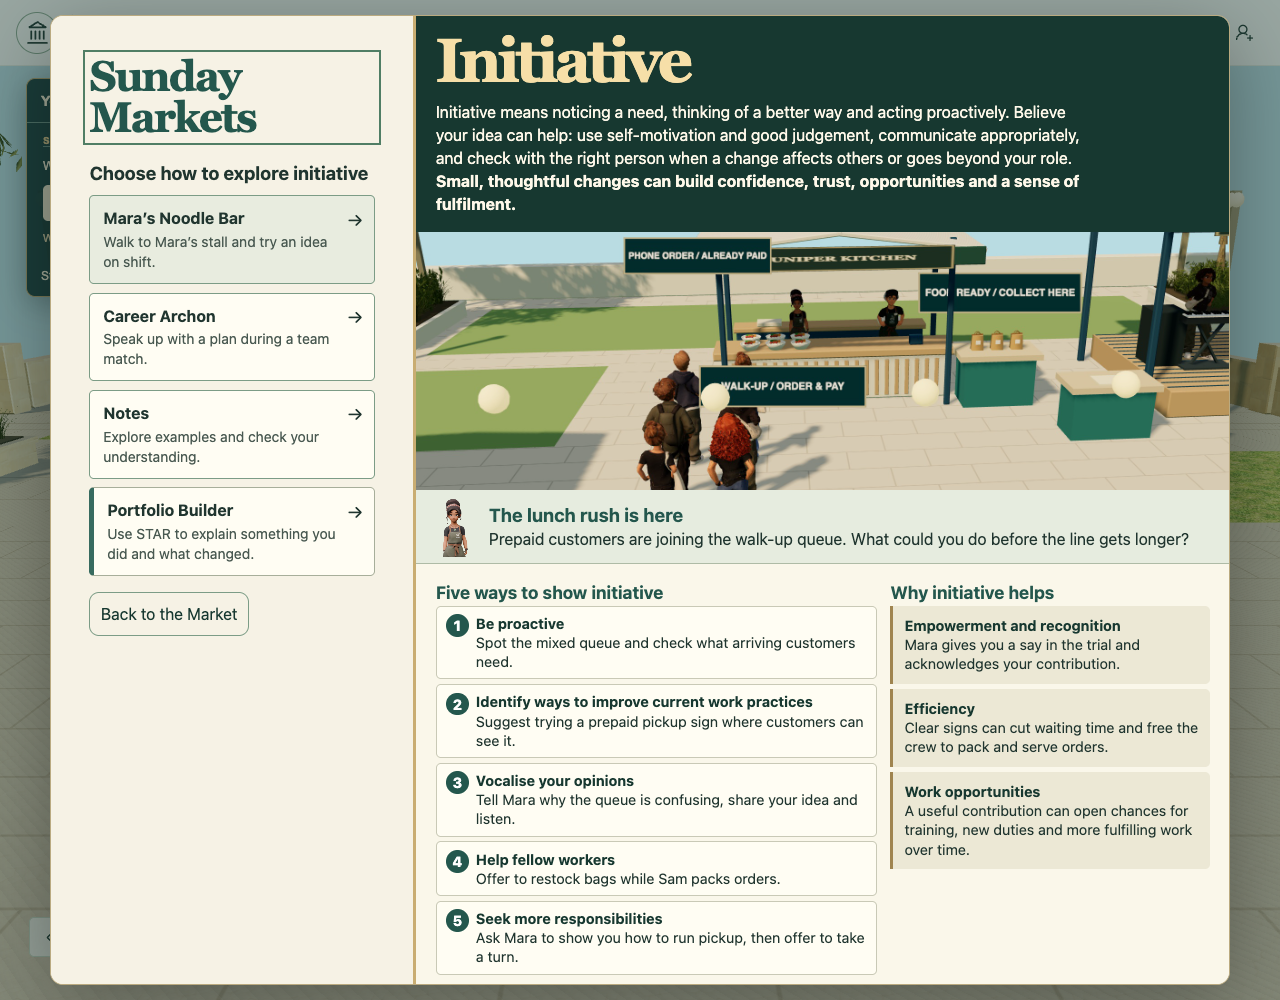 Sunday
Markets
Choose how to explore initiative
Mara’s Noodle Bar
Walk to Mara’s stall and try an idea
on shift.
Career Archon
Speak up with a plan during a team
match.
Notes
Explore examples and check your
understanding.
Portfolio Builder
Use STAR to explain something you
did and what changed.
Back to the Market
Initiative
Initiative means noticing a need, thinking of a better way and acting proactively. Believe
your idea can help: use self-motivation and good judgement, communicate appropriately,
and check with the right person when a change affects others or goes beyond your role.
Small, thoughtful changes can build confidence, trust, opportunities and a sense of
fulfilment.
PHONE ORDER / ALREADY PAID
UNIPER KITCHEN
FOOD READY / COLLECT HERE
WALK-UP / ORDER & PAY
The lunch rush is here
Prepaid customers are joining the walk-up queue. What could you do before the line gets longer?
Five ways to show initiative
1 Be proactive
Spot the mixed queue and check what arriving customers
need.
2 Identify ways to improve current work practices
Suggest trying a prepaid pickup sign where customers can
see it.
3 Vocalise your opinions
Tell Mara why the queue is confusing, share your idea and
listen.
4 Help fellow workers
Offer to restock bags while Sam packs orders.
5 Seek more responsibilities
Ask Mara to show you how to run pickup, then offer to take
a turn.
Why initiative helps
Empowerment and recognition
Mara gives you a say in the trial and
acknowledges your contribution.
Efficiency
Clear signs can cut waiting time and free the
crew to pack and serve orders.
Work opportunities
A useful contribution can open chances for
training, new duties and more fulfilling work
over time.